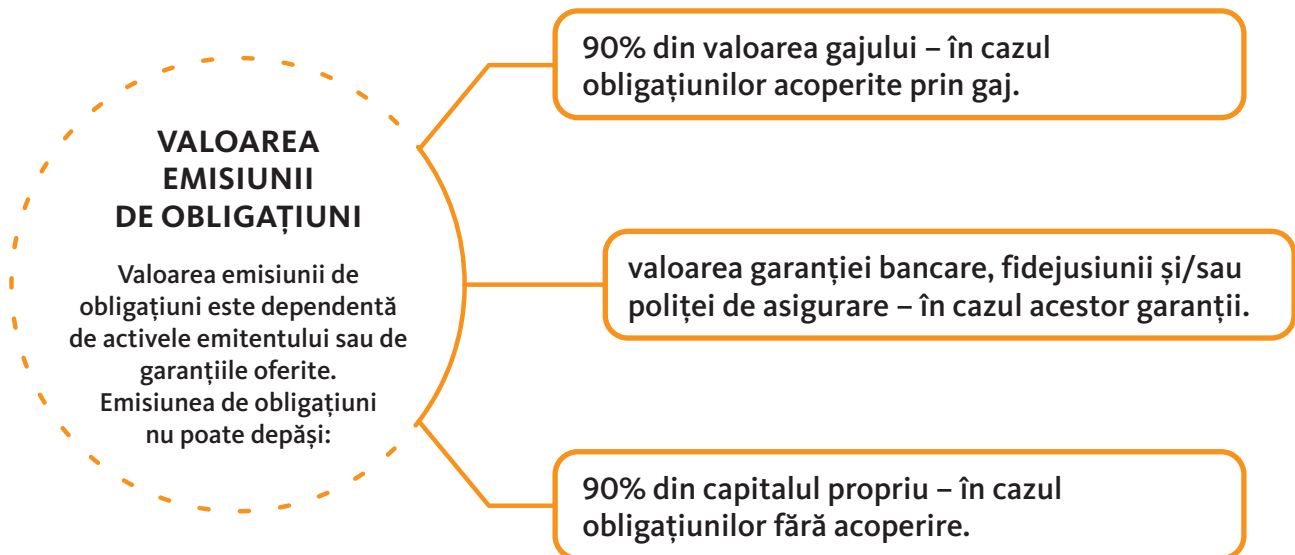 VALOAREA
EMISIUNII
DE OBLIGAȚIUNI
Valoarea emisiunii de
obligațiuni este dependentă
de activele emitentului sau de
garanțiile oferite.
Emisiunea de obligațiuni
nu poate depăși:
90% din valoarea gajului – în cazul
obligațiunilor acoperite prin gaj.
valoarea garanției bancare, fidejusiunii și/sau
poliței de asigurare – în cazul acestor garanții.
90% din capitalul propriu – în cazul
obligațiunilor fără acoperire.